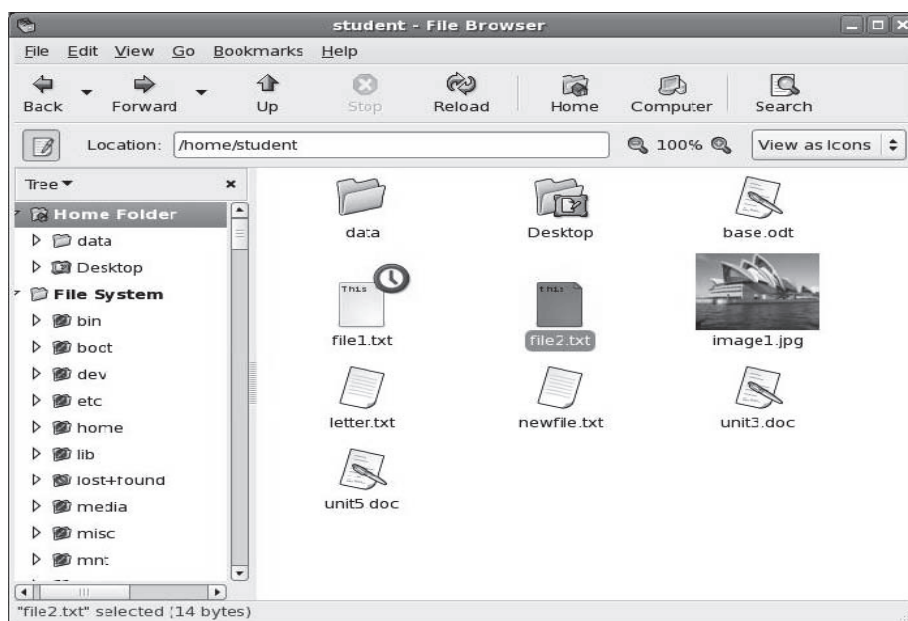 student - File Browser
File Edit View Go Bookmarks Help
Back Forward Up Stop Reload Home Computer Search
Location: /home/student 100% View as Icons
Tree
Home Folder
data
Desktop
File System
bin
boot
dev
etc
home
lib
lost+found
media
misc
mnt
data Desktop base.odt
This this
file1.txt file2.txt image1.jpg
letter.txt newfile.txt unit3.doc
unit5.doc
"file2.txt" selected (14 bytes)